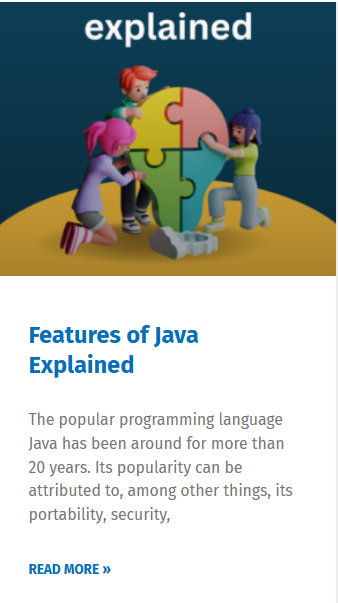 explained
Features of Java
Explained
The popular programming language
Java has been around for more than
20 years. Its popularity can be
attributed to, among other things, its
portability, security,
READ MORE »